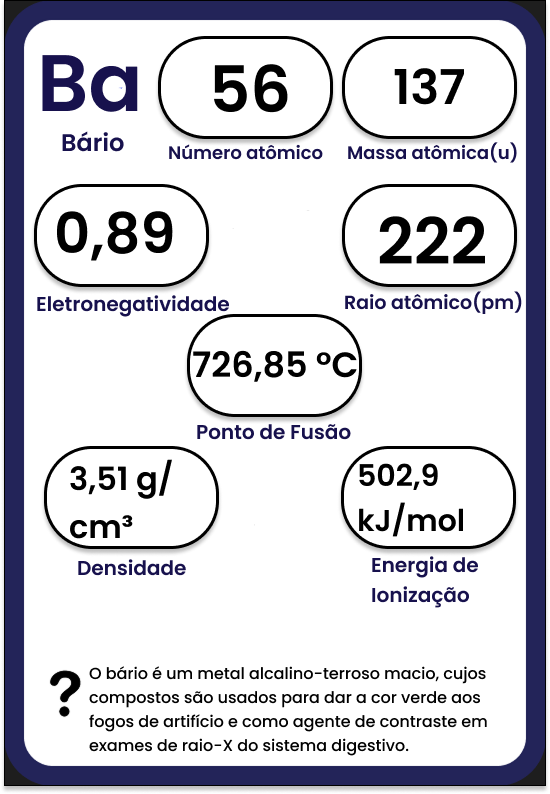 Ba
56
137
Bário
Número atômico
Massa atômica(u)
0,89
222
Eletronegatividade
Raio atômico(pm)
726,85 ºC
Ponto de Fusão
3,51 g/
cm³
502,9
kJ/mol
Densidade
Energia de
Ionização
?
O bário é um metal alcalino-terroso macio, cujos
compostos são usados para dar a cor verde aos
fogos de artifício e como agente de contraste em
exames de raio-X do sistema digestivo.